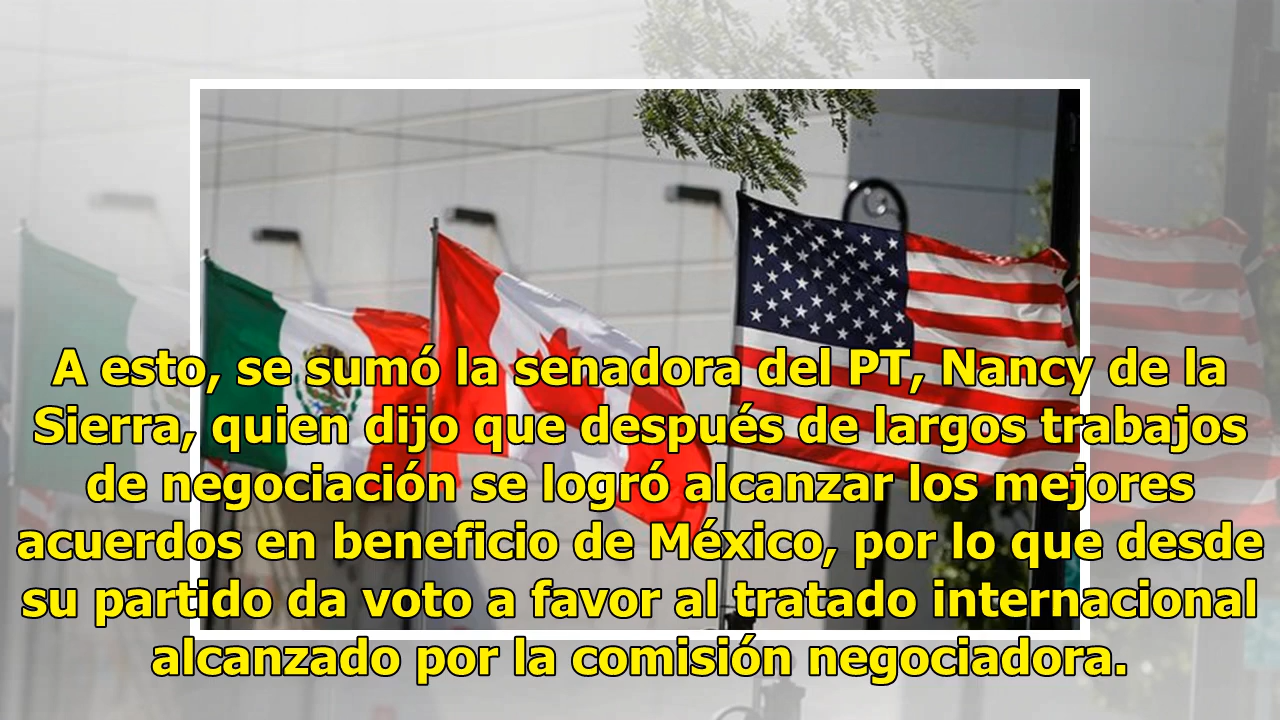 A esto, se sumó la senadora del PT, Nancy de la
Sierra, quien dijo que después de largos trabajos
de negociación se logró alcanzar los mejores
acuerdos en beneficio de México, por lo que desde
su partido da voto a favor al tratado internacional
alcanzado por la comisión negociadora.